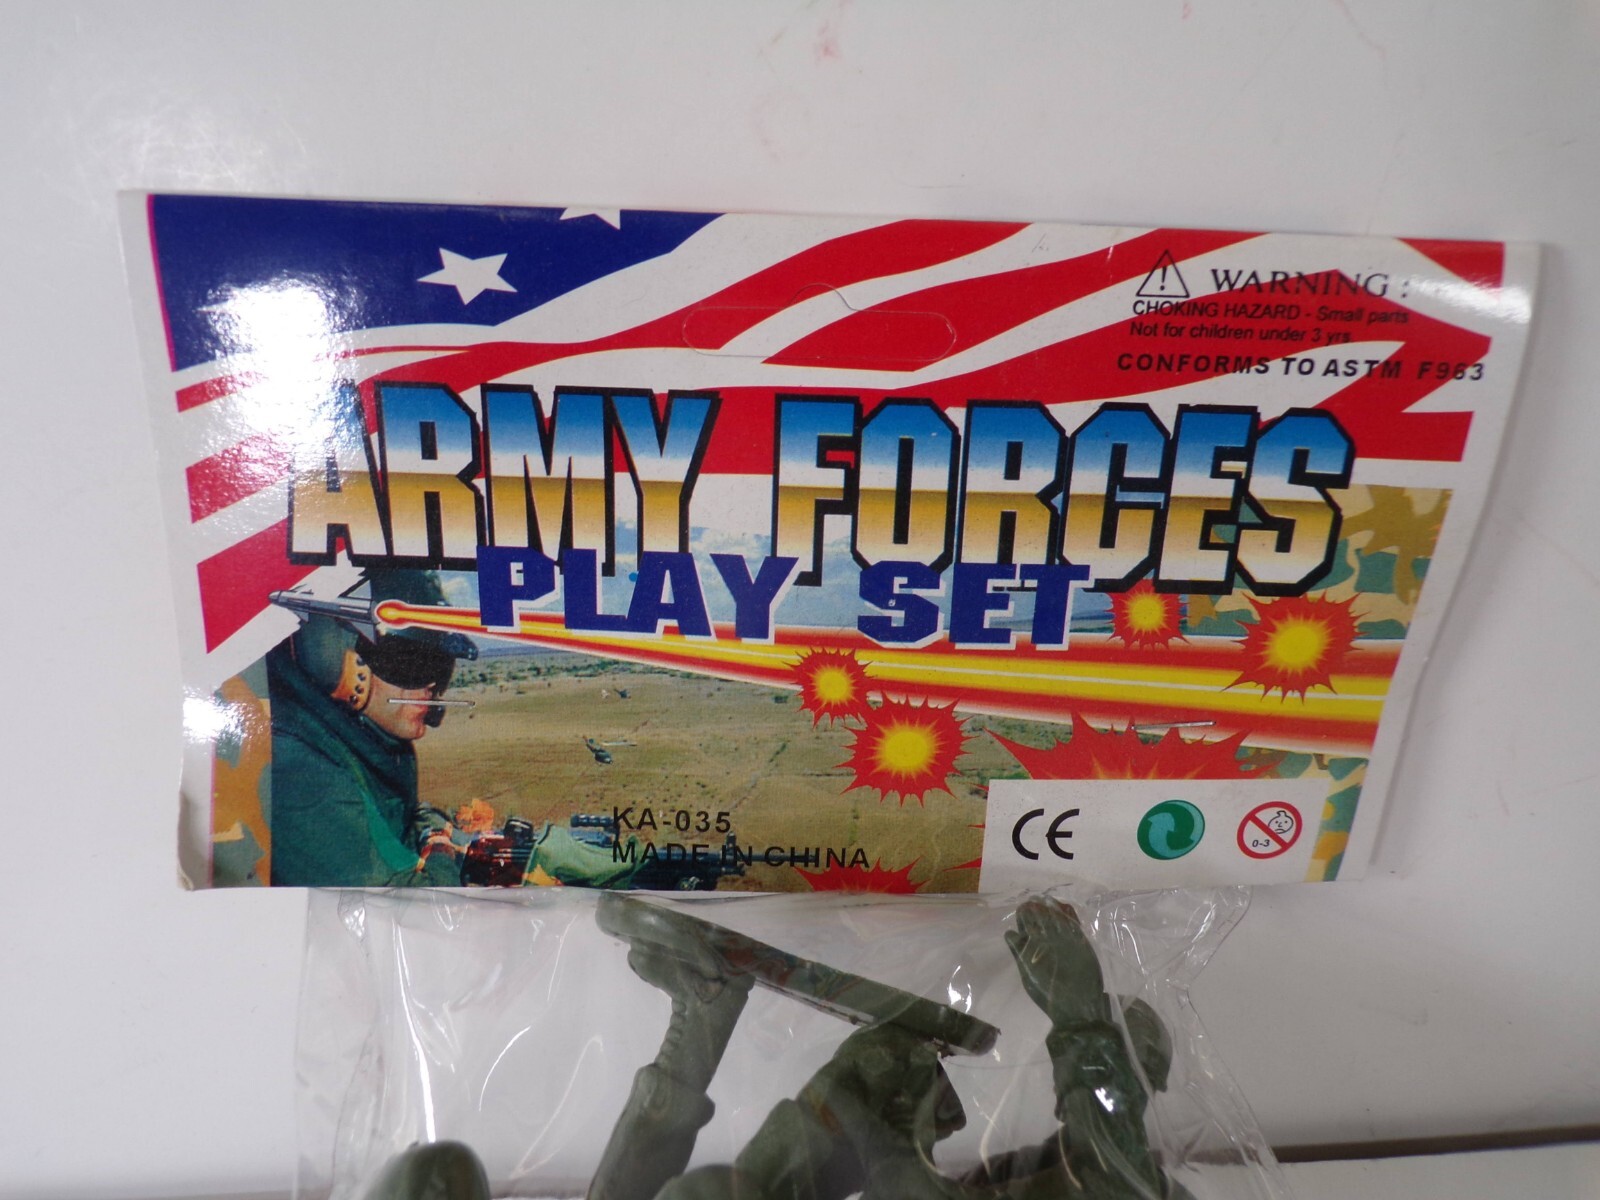 WARNING :
CHOKING HAZARD - Small parts
Not for children under 3 yrs.
CONFORMS TO ASTM F963
ARMY FORCES
PLAY SET
KA-035
MADE IN CHINA
CE
0-3